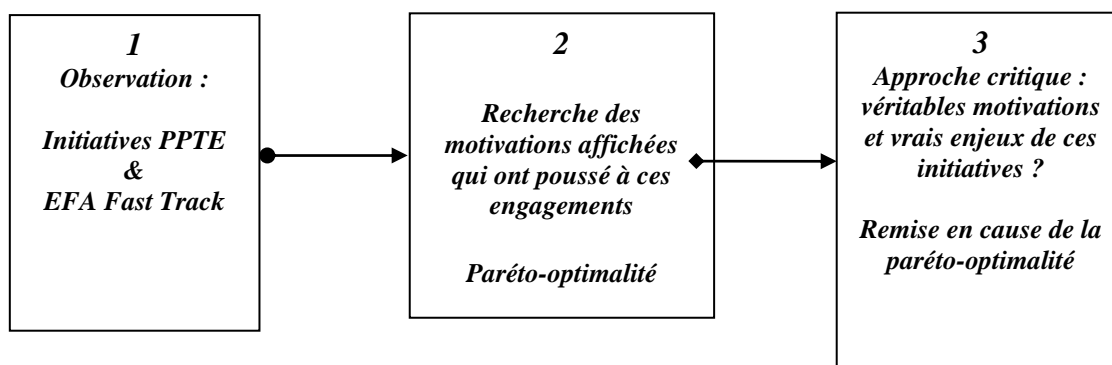 1
Observation :
Initiatives PPTE
&
EFA Fast Track
2
Recherche des
motivations affichées
qui ont poussé à ces
engagements
Paréto-optimalité
3
Approche critique :
véritables motivations
et vrais enjeux de ces
initiatives ?
Remise en cause de la
paréto-optimalité